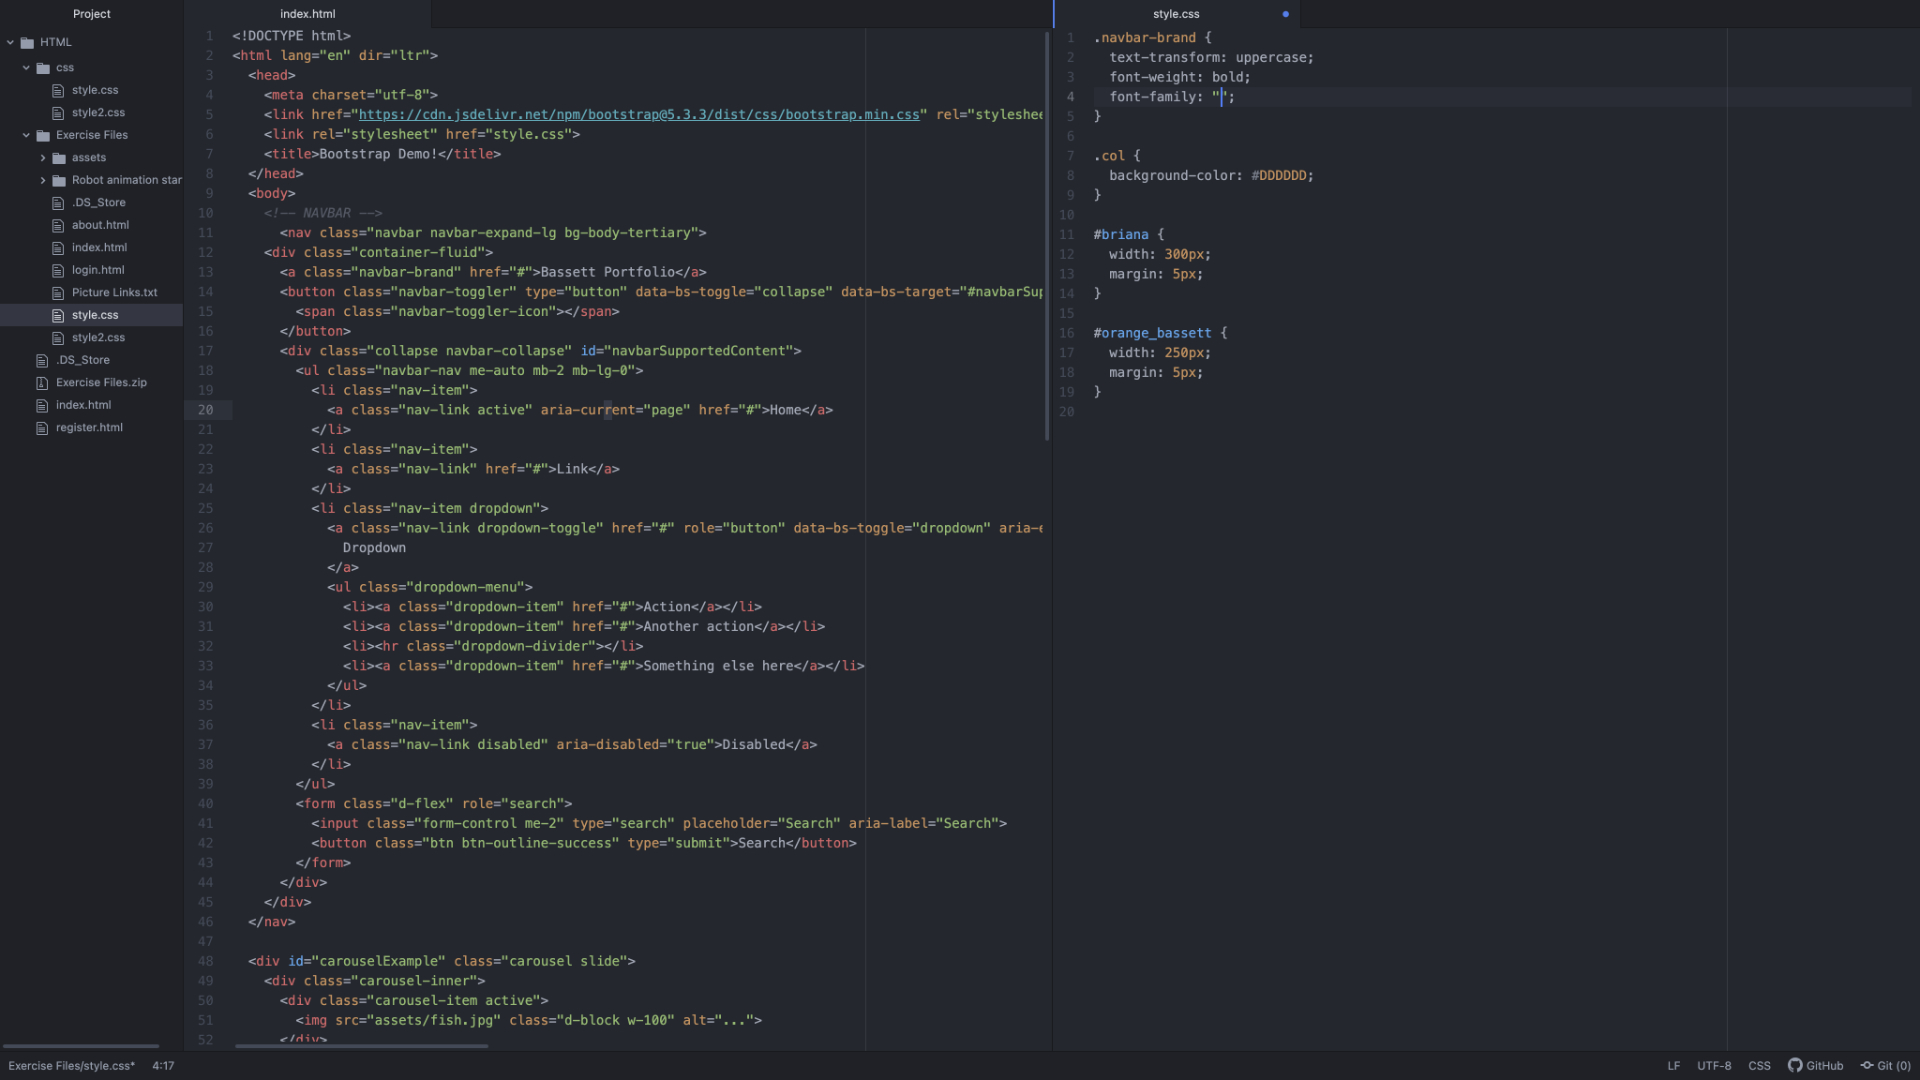 Project
HTML
css
style.css
style2.css
Exercise Files
assets
Robot animation star
.DS_Store
about.html
index.html
login.html
Picture Links.txt
style.css
style2.css
.DS_Store
Exercise Files.zip
index.html
register.html
index.html
1 <!DOCTYPE html>
2 <html lang="en" dir="ltr">
3 <head>
4 <meta charset="utf-8">
5 <link href="https://cdn.jsdelivr.net/npm/bootstrap@5.3.3/dist/css/bootstrap.min.css" rel="styleshee
6 <link rel="stylesheet" href="style.css">
7 <title>Bootstrap Demo!</title>
8 </head>
9 <body>
10 <!-- NAVBAR -->
11 <nav class="navbar navbar-expand-lg bg-body-tertiary">
12 <div class="container-fluid">
13 <a class="navbar-brand" href="#">Bassett Portfolio</a>
14 <button class="navbar-toggler" type="button" data-bs-toggle="collapse" data-bs-target="#navbarSup
15 <span class="navbar-toggler-icon"></span>
16 </button>
17 <div class="collapse navbar-collapse" id="navbarSupportedContent">
18 <ul class="navbar-nav me-auto mb-2 mb-lg-0">
19 <li class="nav-item">
20 <a class="nav-link active" aria-current="page" href="#">Home</a>
21 </li>
22 <li class="nav-item">
23 <a class="nav-link" href="#">Link</a>
24 </li>
25 <li class="nav-item dropdown">
26 <a class="nav-link dropdown-toggle" href="#" role="button" data-bs-toggle="dropdown" aria-e
27 Dropdown
28 </a>
29 <ul class="dropdown-menu">
30 <li><a class="dropdown-item" href="#">Action</a></li>
31 <li><a class="dropdown-item" href="#">Another action</a></li>
32 <li><hr class="dropdown-divider"></li>
33 <li><a class="dropdown-item" href="#">Something else here</a></li>
34 </ul>
35 </li>
36 <li class="nav-item">
37 <a class="nav-link disabled" aria-disabled="true">Disabled</a>
38 </li>
39 </ul>
40 <form class="d-flex" role="search">
41 <input class="form-control me-2" type="search" placeholder="Search" aria-label="Search">
42 <button class="btn btn-outline-success" type="submit">Search</button>
43 </form>
44 </div>
45 </div>
46 </nav>
47
48 <div id="carouselExample" class="carousel slide">
49 <div class="carousel-inner">
50 <div class="carousel-item active">
51 <img src="assets/fish.jpg" class="d-block w-100" alt="...">
52 </div>
style.css
1 .navbar-brand {
2 text-transform: uppercase;
3 font-weight: bold;
4 font-family: "";
5 }
6
7 .col {
8 background-color: #DDDDDD;
9 }
10
11 #briana {
12 width: 300px;
13 margin: 5px;
14 }
15
16 #orange_bassett {
17 width: 250px;
18 margin: 5px;
19 }
20
Exercise Files/style.css* 4:17
LF UTF-8 CSS GitHub Git (0)